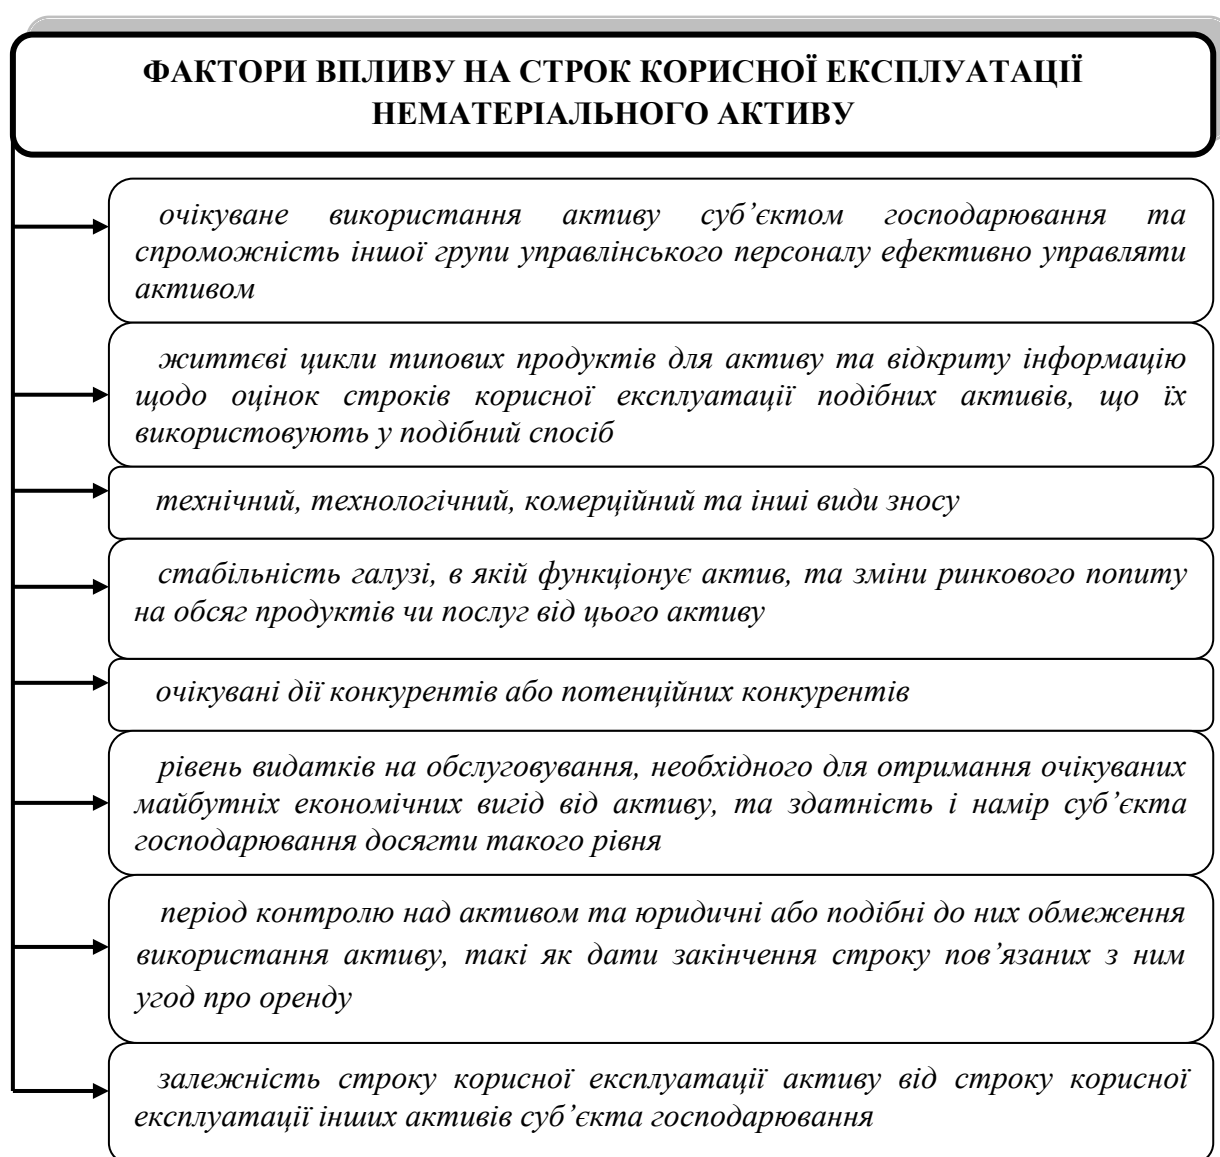 ФАКТОРИ ВПЛИВУ НА СТРОК КОРИСНОЇ ЕКСПЛУАТАЦІЇ
НЕМАТЕРІАЛЬНОГО АКТИВУ
очікуване використання активу суб’єктом господарювання та
спроможність іншої групи управлінського персоналу ефективно управляти
активом
життєві цикли типових продуктів для активу та відкриту інформацію
щодо оцінок строків корисної експлуатації подібних активів, що їх
використовують у подібний спосіб
технічний, технологічний, комерційний та інші види зносу
стабільність галузі, в якій функціонує актив, та зміни ринкового попиту
на обсяг продуктів чи послуг від цього активу
очікувані дії конкурентів або потенційних конкурентів
рівень видатків на обслуговування, необхідного для отримання очікуваних
майбутніх економічних вигід від активу, та здатність і намір суб’єкта
господарювання досягти такого рівня
період контролю над активом та юридичні або подібні до них обмеження
використання активу, такі як дати закінчення строку пов’язаних з ним
угод про оренду
залежність строку корисної експлуатації активу від строку корисної
експлуатації інших активів суб’єкта господарювання